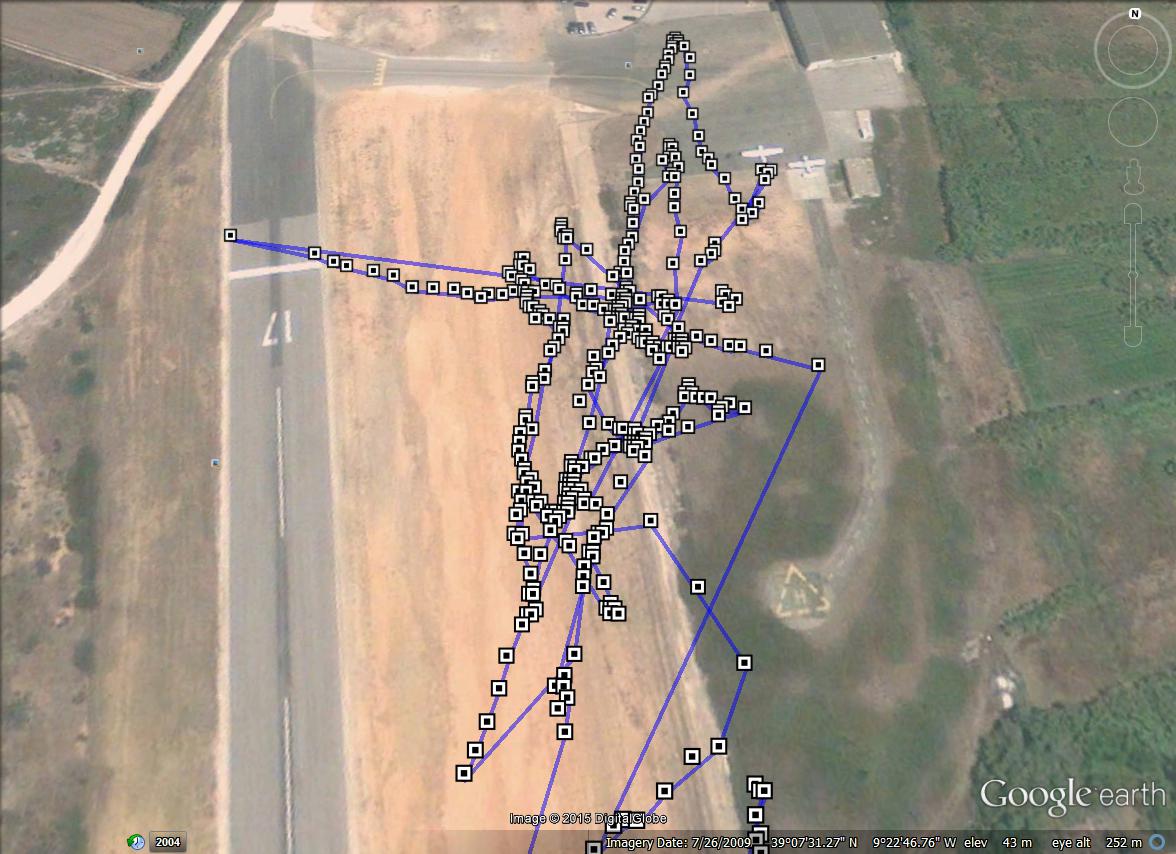 N
17
H
Google earth
Image © 2015 DigitalGlobe
2004
Imagery Date: 7/26/2009 39°07'31.27" N 9°22'46.76" W elev 43 m eye alt 252 m